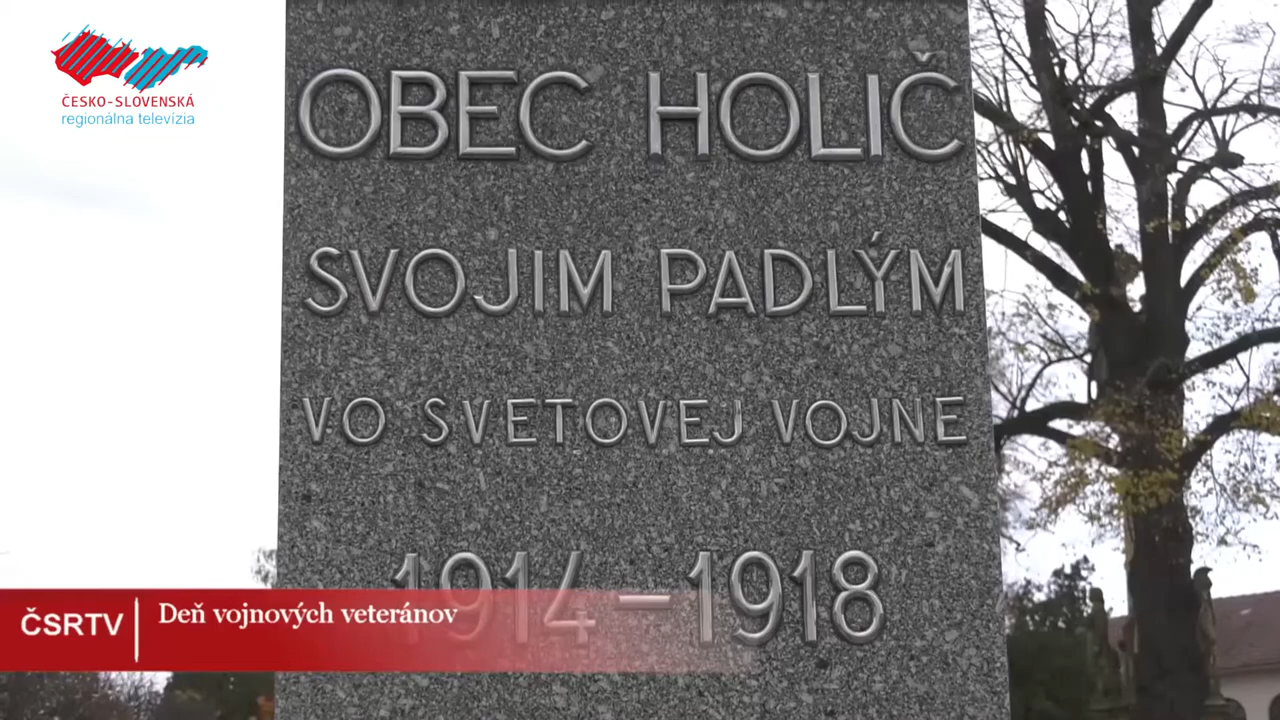 ČESKO-SLOVENSKÁ
regionálna televízia
OBEC HOLIČ
SVOJIM PADLÝM
VO SVETOVEJ VOJNE
1914 – 1918
ČSRTV
Deň vojnových veteránov